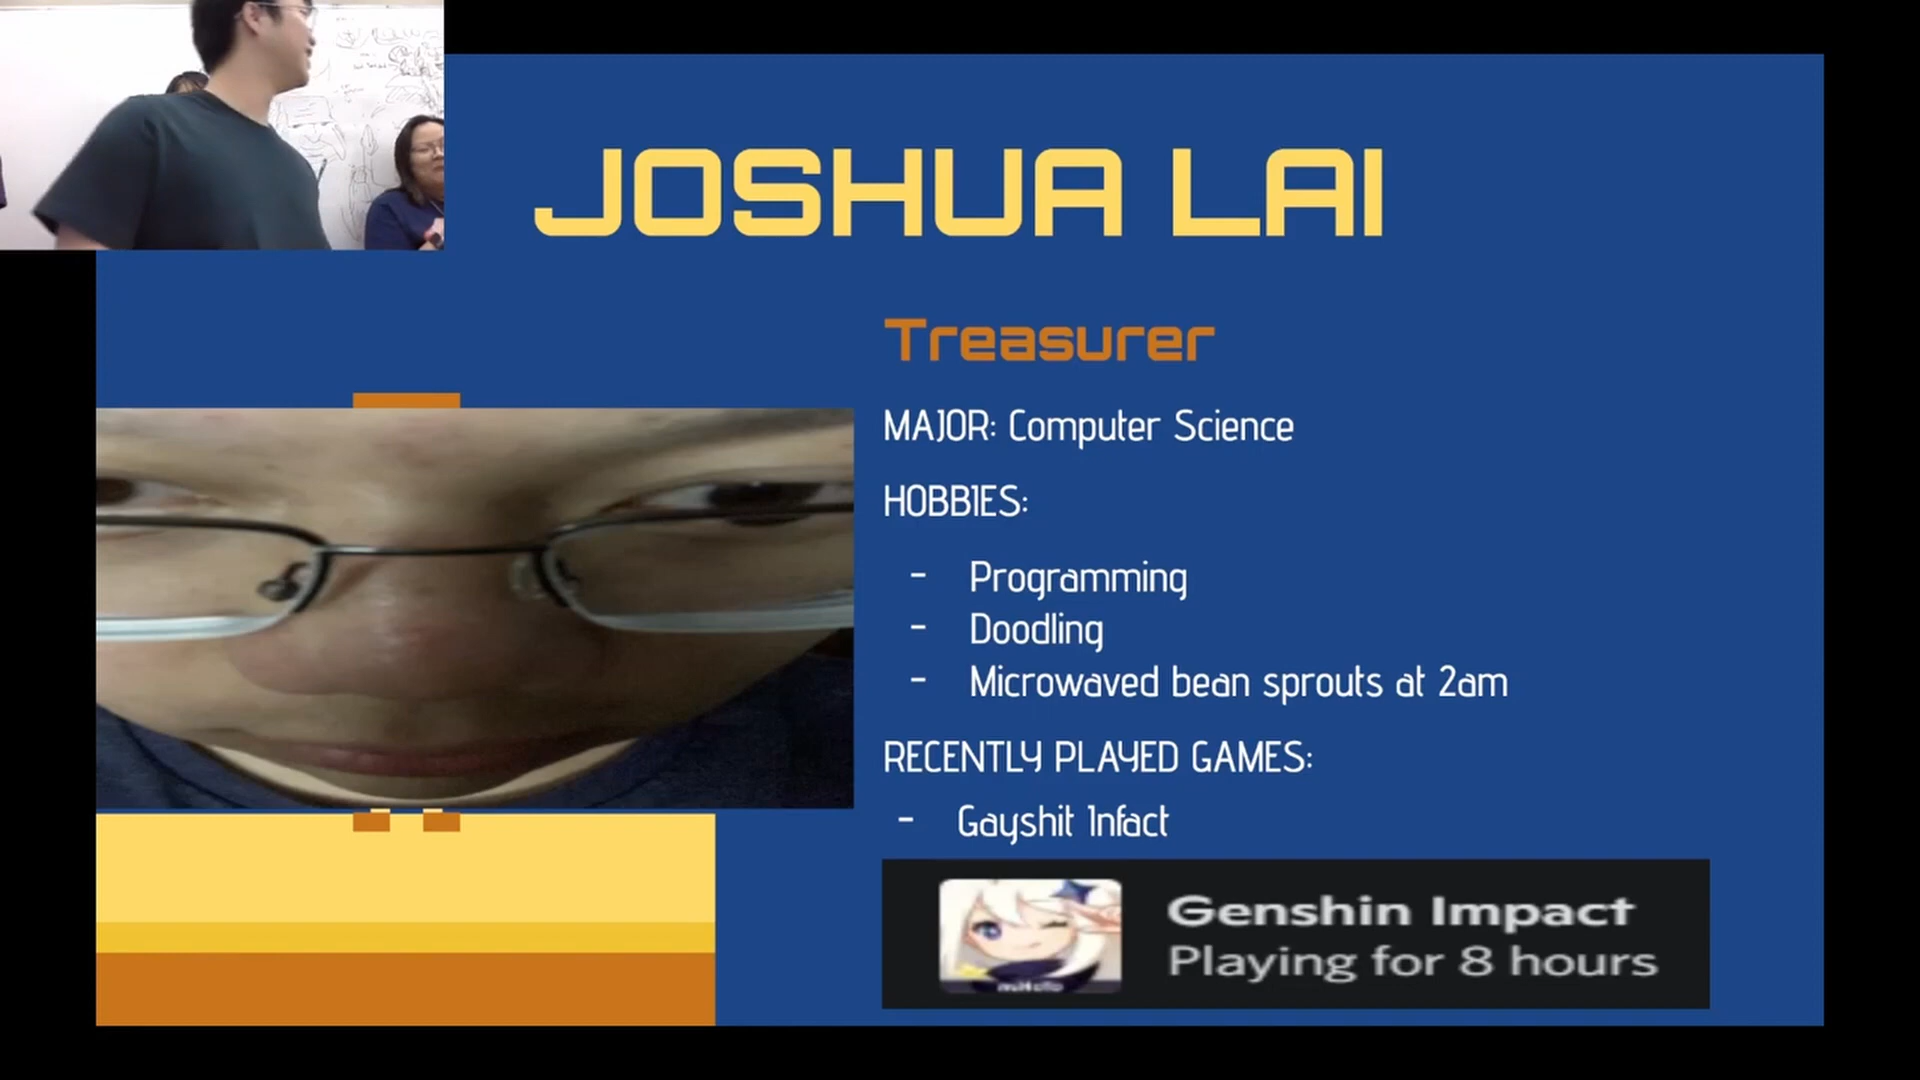 JOSHUA LAI
Treasurer
MAJOR: Computer Science
HOBBIES:
- Programming
- Doodling
- Microwaved bean sprouts at 2am
RECENTLY PLAYED GAMES:
- Gayshit Infact
Genshin Impact
Playing for 8 hours